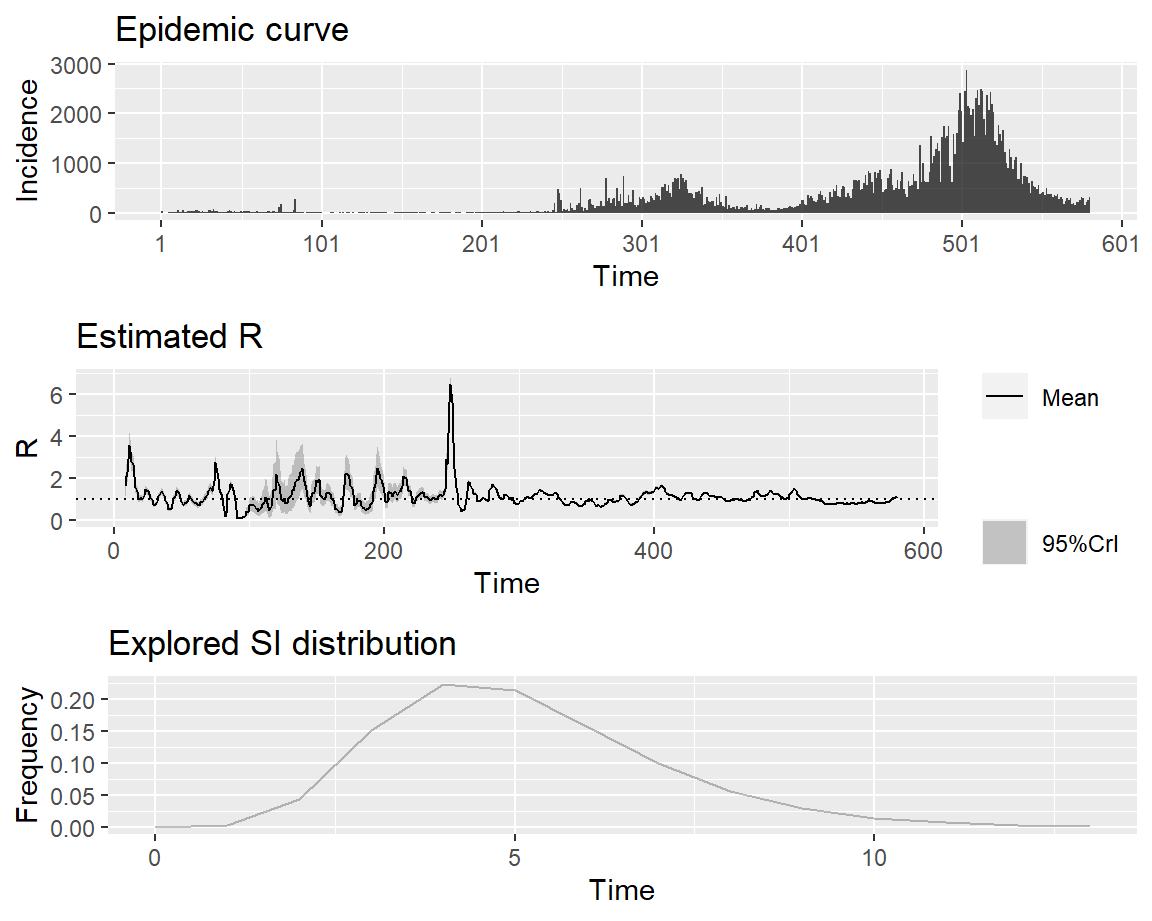 Epidemic curve
3000
2000
1000
0
Incidence
1 101 201 301 401 501 601
Time
Estimated R
6
4
2
0
R
0 200 400 600
Time
Mean
95%CrI
Explored SI distribution
0.20
0.15
0.10
0.05
0.00
Frequency
0 5 10
Time